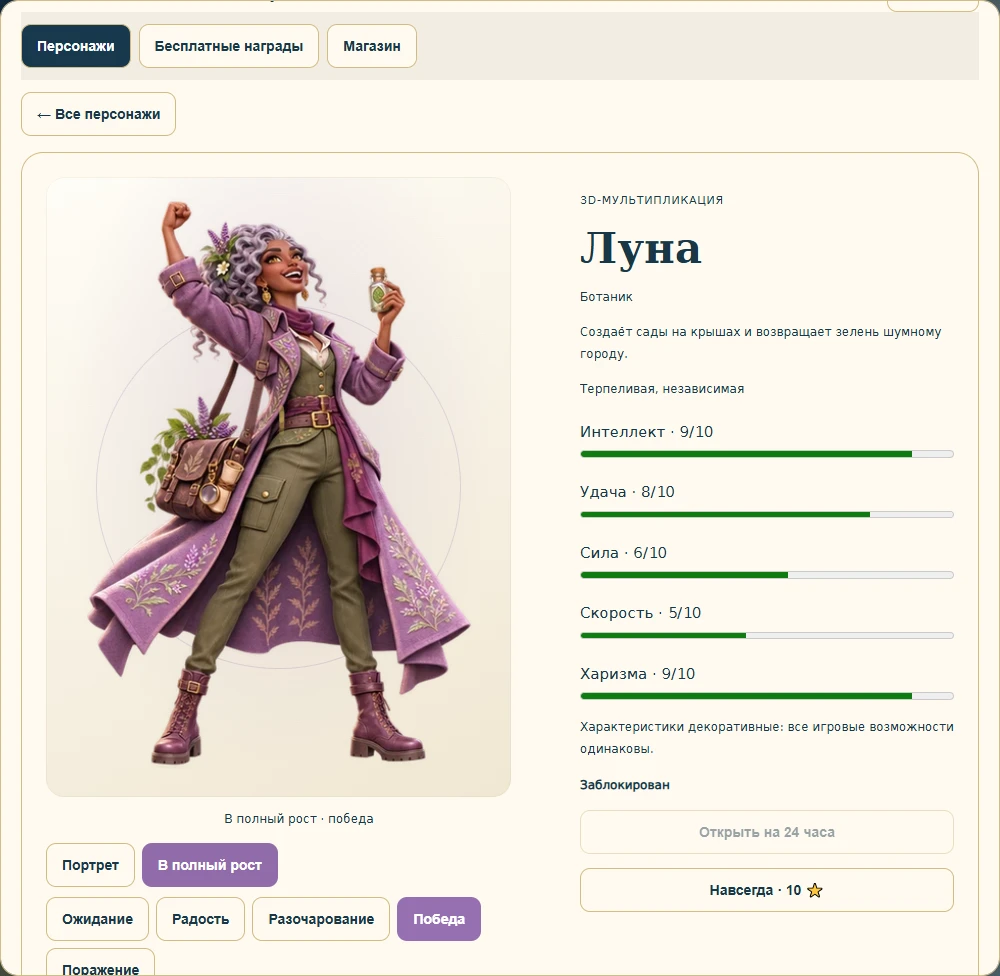 Персонажи
Бесплатные награды
Магазин
← Все персонажи
3D-МУЛЬТИПЛИКАЦИЯ
Луна
Ботаник
Создаёт сады на крышах и возвращает зелень шумному
городу.
Терпеливая, независимая
Интеллект · 9/10
Удача · 8/10
Сила · 6/10
Скорость · 5/10
Харизма · 9/10
Характеристики декоративные: все игровые возможности
одинаковы.
Заблокирован
Открыть на 24 часа
Навсегда · 10 ⭐
В полный рост · победа
Портрет
В полный рост
Ожидание
Радость
Разочарование
Победа
Поражение